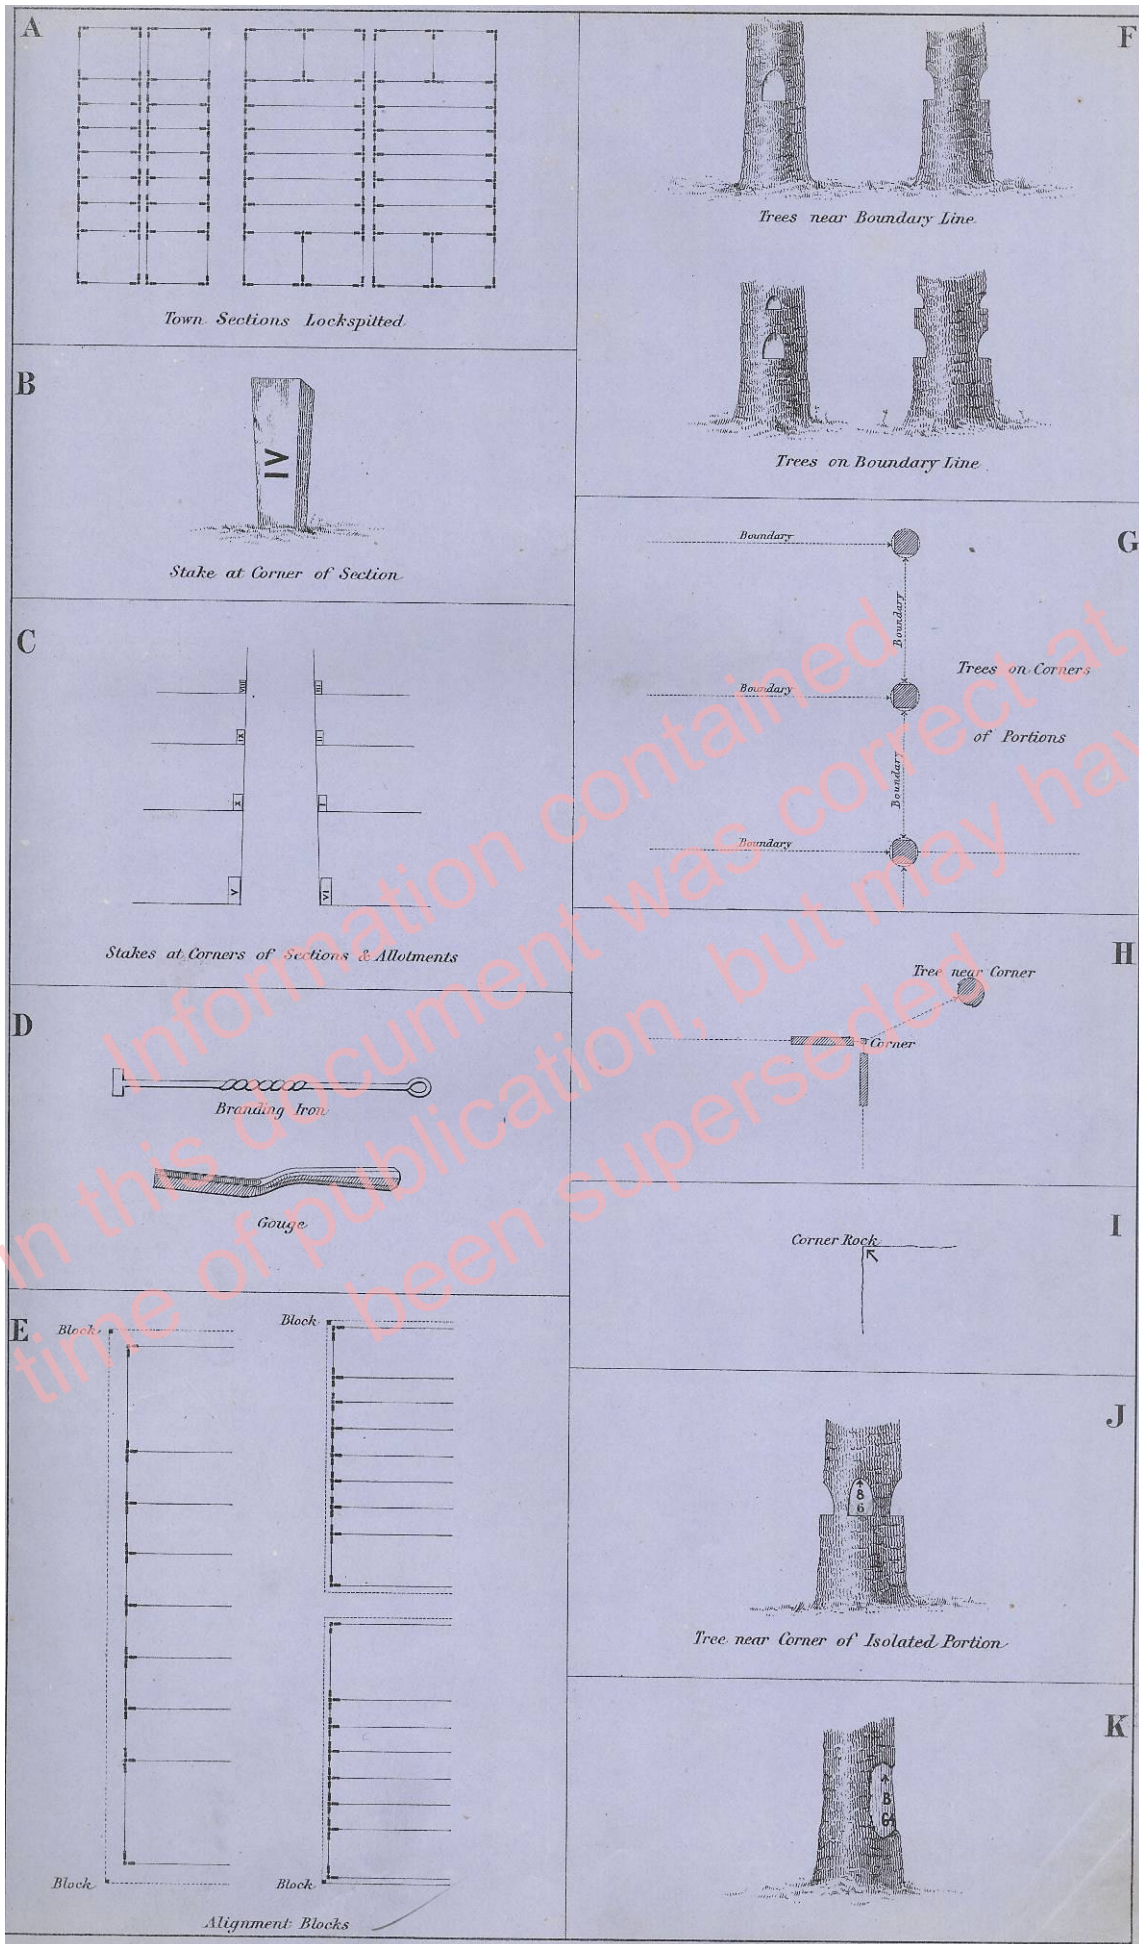 A
Town Sections Lockspitted
B
IV
Stake at Corner of Section
C
VIII
III
IX
II
X
I
V
VI
Stakes at Corners of Sections & Allotments
D
Branding Iron
Gouge
E
Block
Block
Block
Block
Alignment Blocks
F
Trees near Boundary Line
Trees on Boundary Line
G
Boundary
Boundary
Boundary
Boundary
Boundary
Trees on Corners
of Portions
H
Tree near Corner
Corner
I
Corner Rock
J
8
6
Tree near Corner of Isolated Portion
K
B
64
Information contained
in this document was correct at
time of publication, but may hav
been superseded